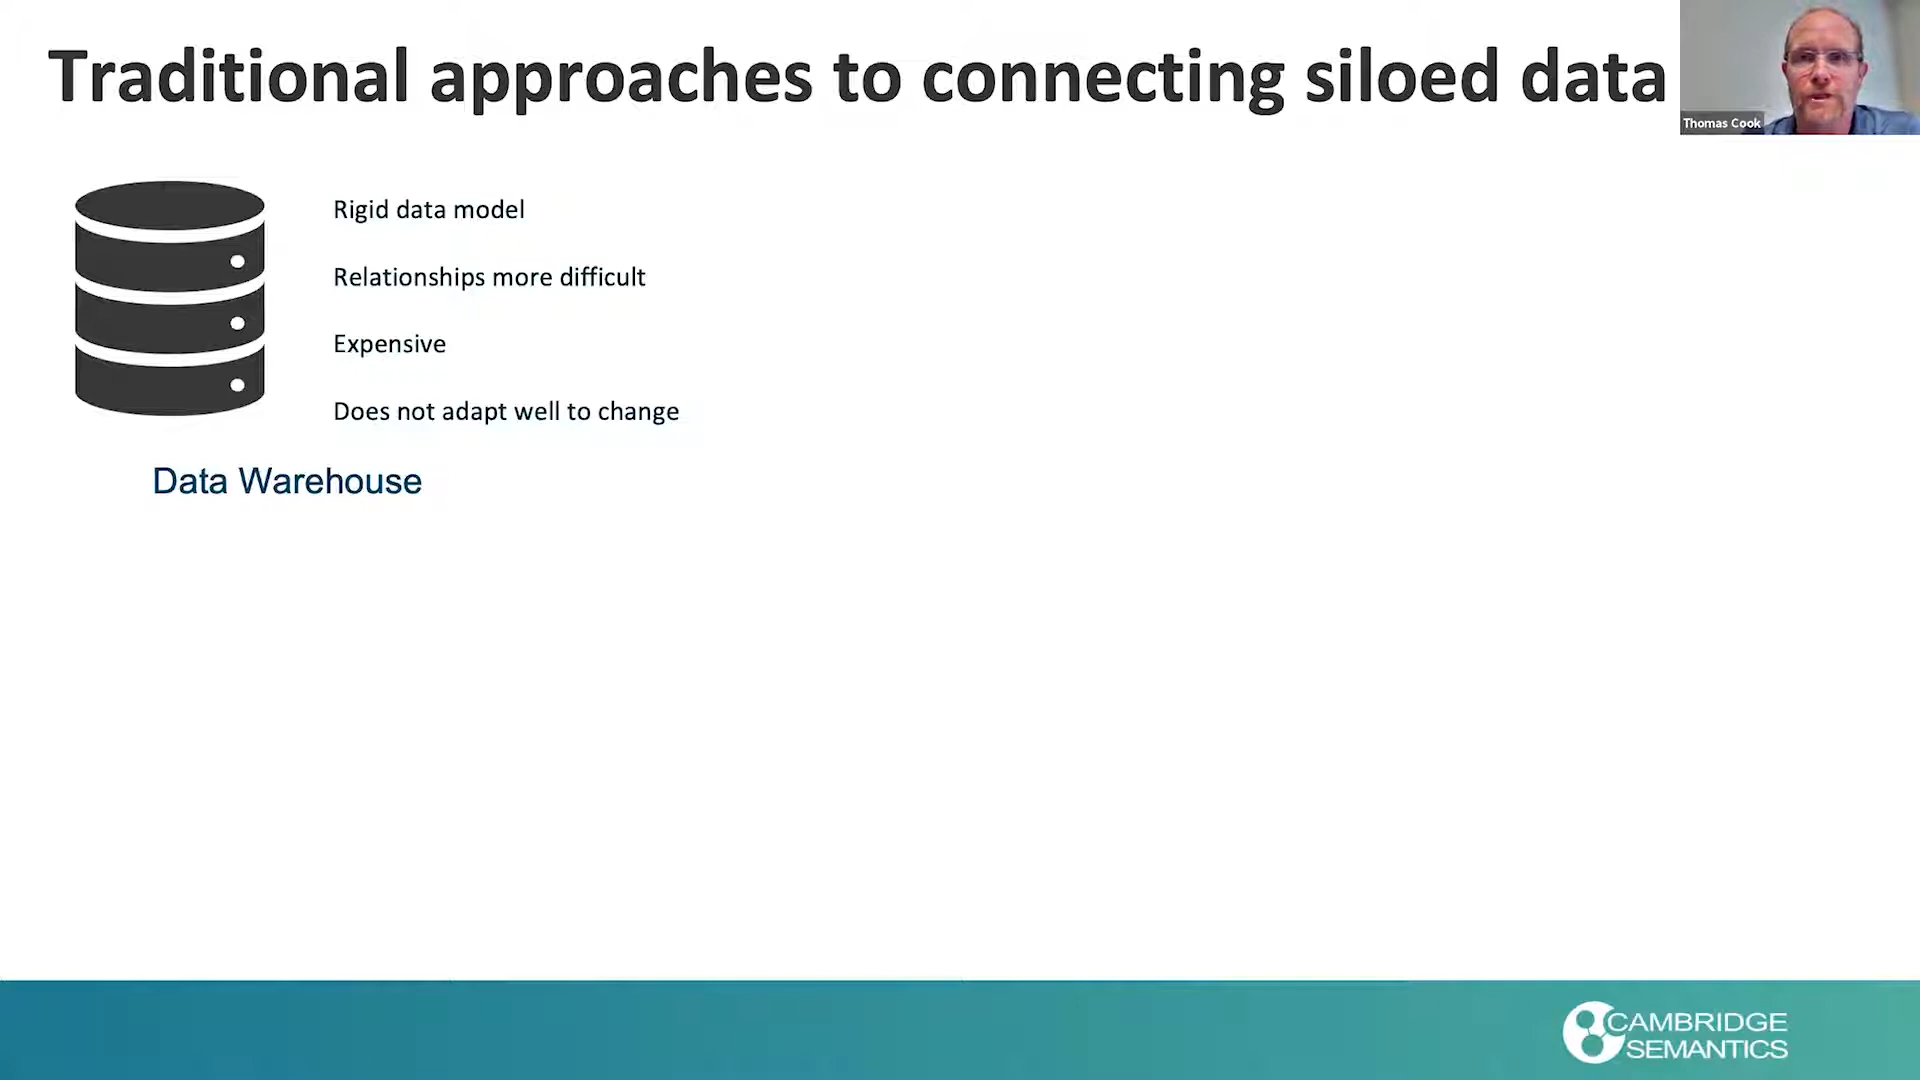 Traditional approaches to connecting siloed data
Thomas Cook
Rigid data model
Relationships more difficult
Expensive
Does not adapt well to change
Data Warehouse
CAMBRIDGE
SEMANTICS